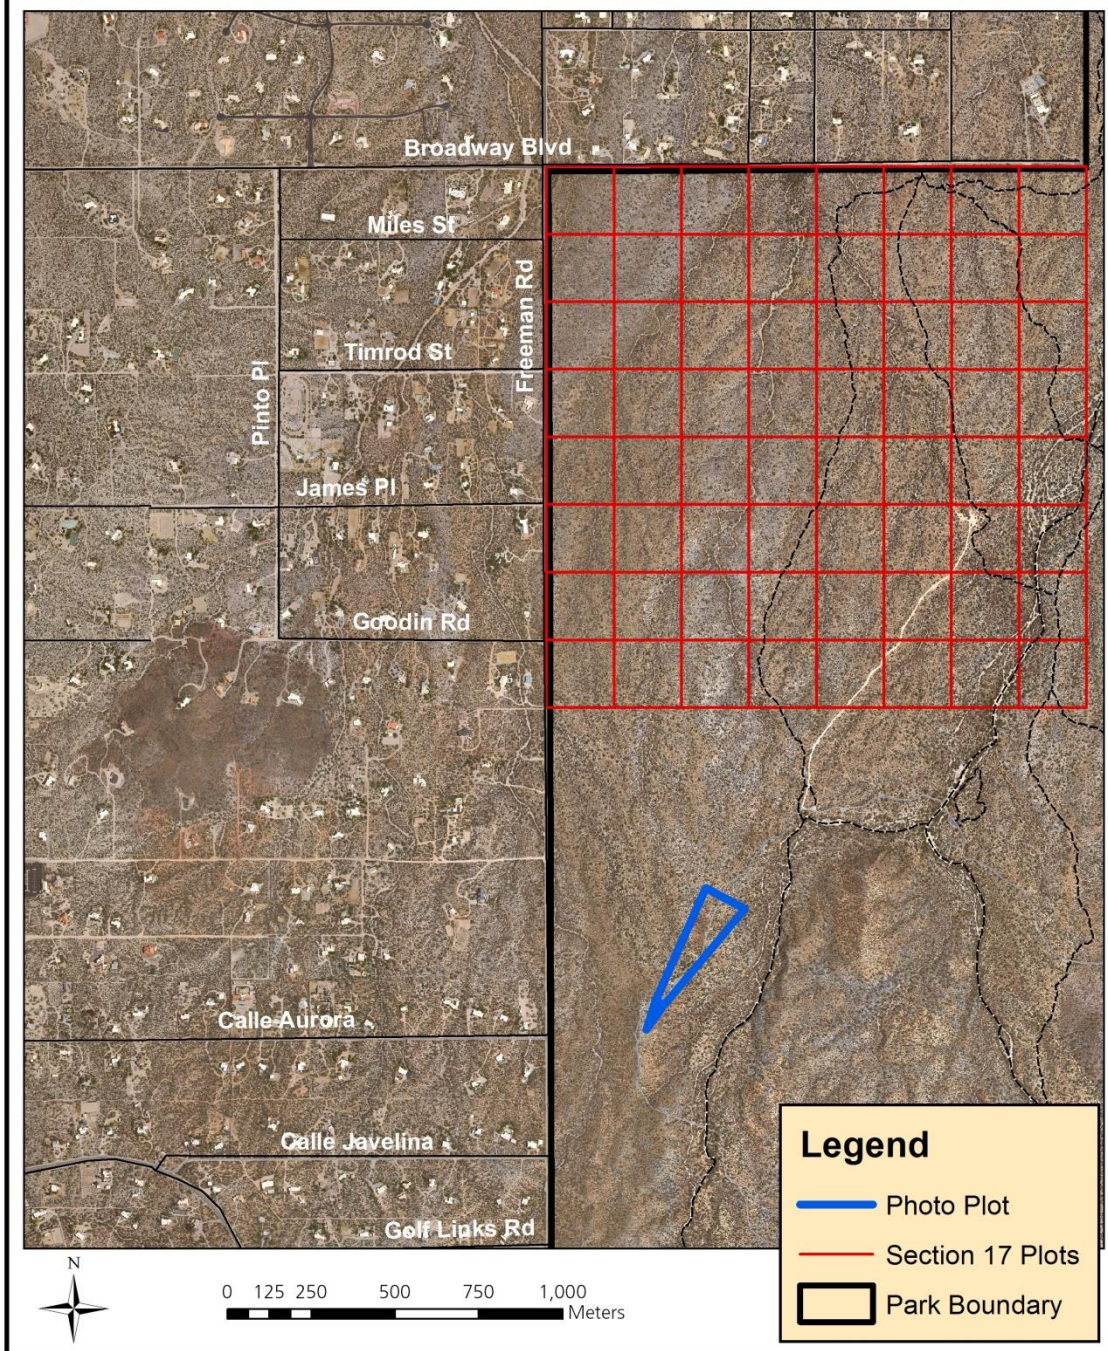 Broadway Blvd
Miles St
Freeman Rd
Timrod St
Pinto Pl
James Pl
Goodin Rd
Calle Aurora
Calle Javelina
Golf Links Rd
Legend
Photo Plot
Section 17 Plots
Park Boundary
N
0 125 250 500 750 1,000
Meters